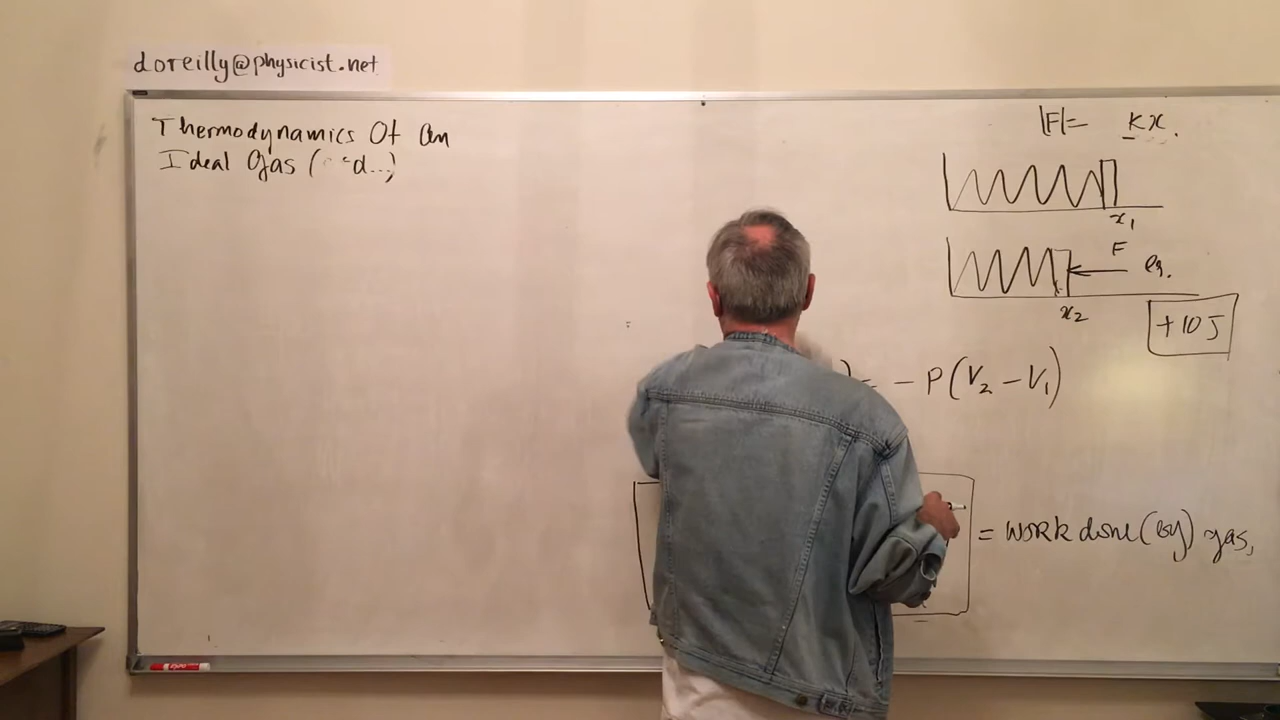 doreilly@physicist.net
Thermodynamics Of An
Ideal Gas (
|F|= kx.
x₁
F
x₂
+10J
= -P(V₂ - V₁)
= work done (by) gas,